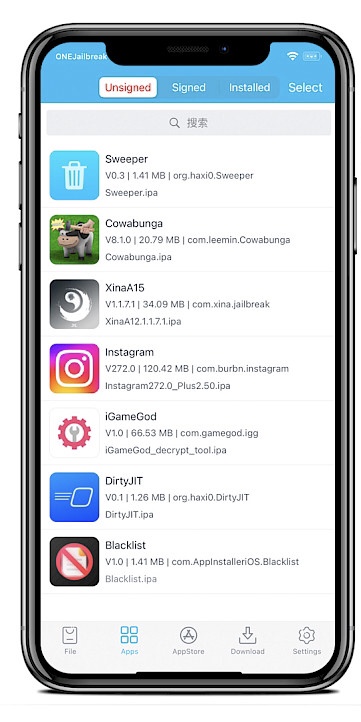 ONEJailbreak
Unsigned Signed Installed Select
搜索
Sweeper
V0.3 | 1.41 MB | org.haxi0.Sweeper
Sweeper.ipa
Cowabunga
V8.1.0 | 20.79 MB | com.leemin.Cowabunga
Cowabunga.ipa
XinaA15
V1.1.7.1 | 34.09 MB | com.xina.jailbreak
XinaA12.1.1.7.1.ipa
Instagram
V272.0 | 120.42 MB | com.burbn.instagram
Instagram272.0_Plus2.50.ipa
iGameGod
V1.0 | 66.53 MB | com.gamegod.igg
iGameGod_decrypt_tool.ipa
DirtyJIT
V0.1 | 1.26 MB | org.haxi0.DirtyJIT
DirtyJIT.ipa
Blacklist
V1.0 | 1.41 MB | com.AppInstalleriOS.Blacklist
Blacklist.ipa
File Apps AppStore Download Settings